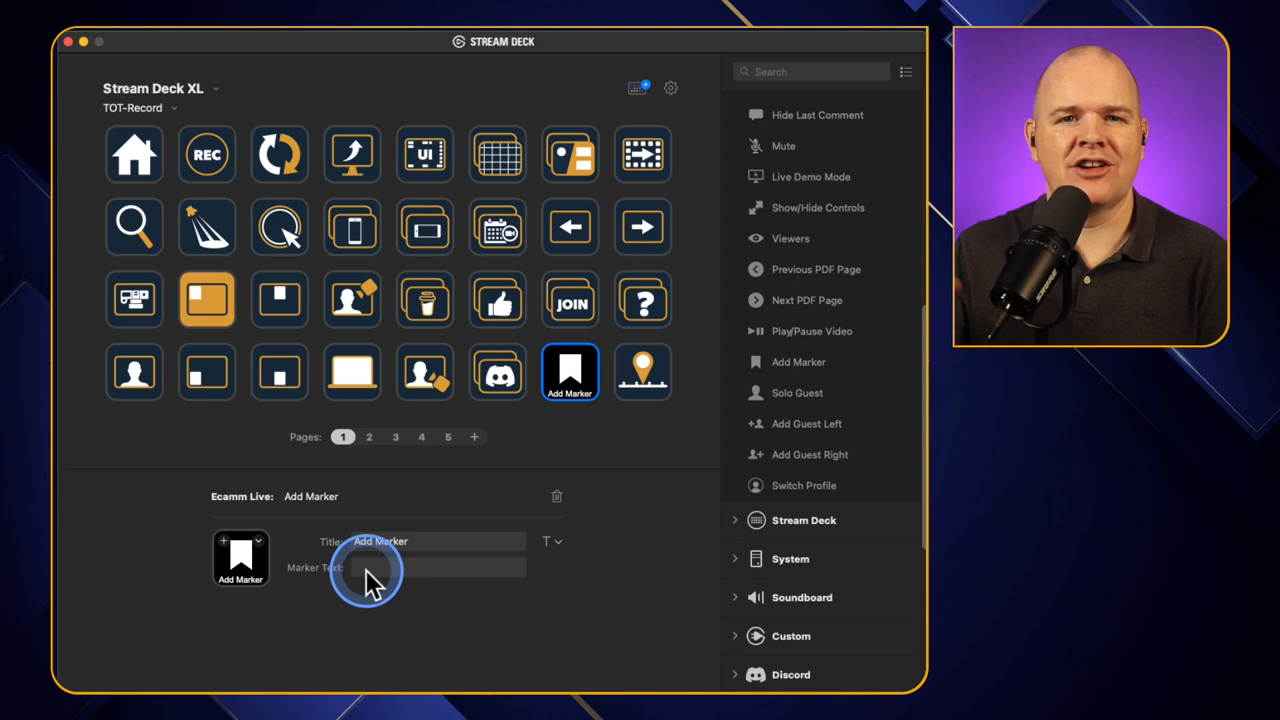 STREAM DECK
Stream Deck XL
TOT-Record
REC
UI
JOIN
?
Add Marker
Pages: 1 2 3 4 5 +
Ecamm Live: Add Marker
Title: Add Marker
T
Marker Text:
Add Marker
Search
Hide Last Comment
Mute
Live Demo Mode
Show/Hide Controls
Viewers
Previous PDF Page
Next PDF Page
Play/Pause Video
Add Marker
Solo Guest
Add Guest Left
Add Guest Right
Switch Profile
Stream Deck
System
Soundboard
Custom
Discord
SHURE